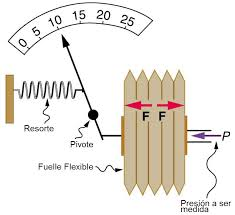 0 5 10 15 20 25
F F
P
Resorte
Pivote
Fuelle Flexible
Presión a ser
medida